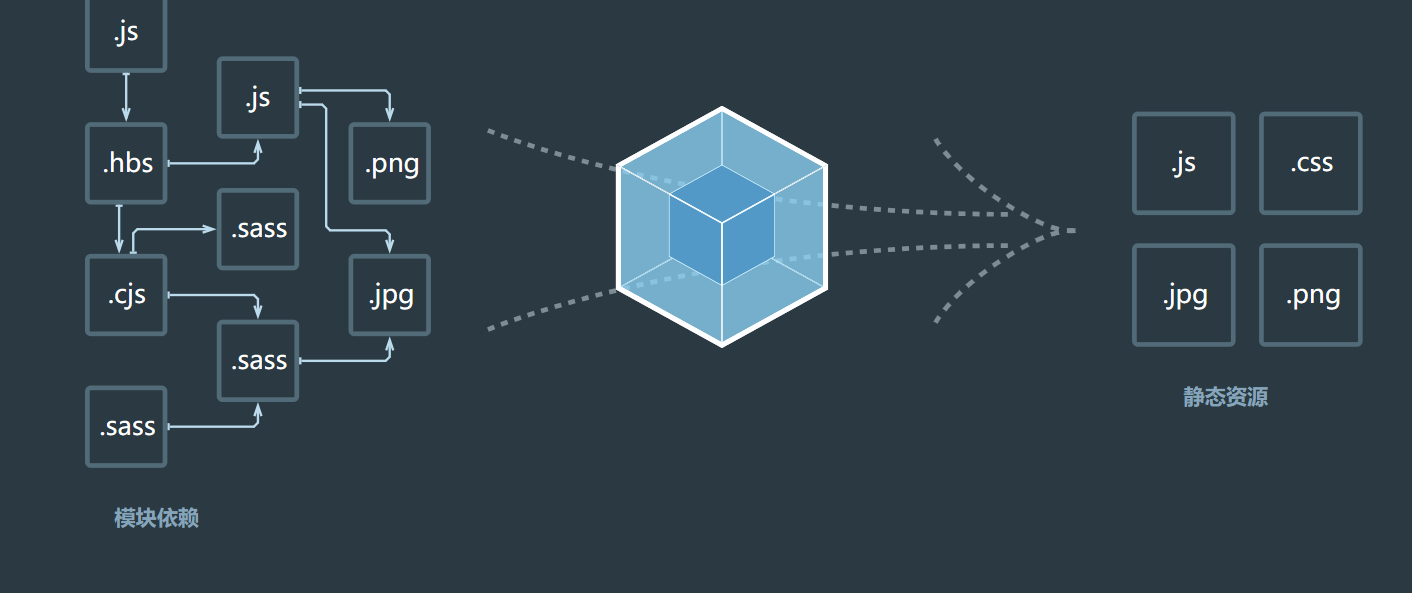 .js
.js
.hbs
.png
.sass
.cjs
.jpg
.sass
.sass
模块依赖
.js
.css
.jpg
.png
静态资源